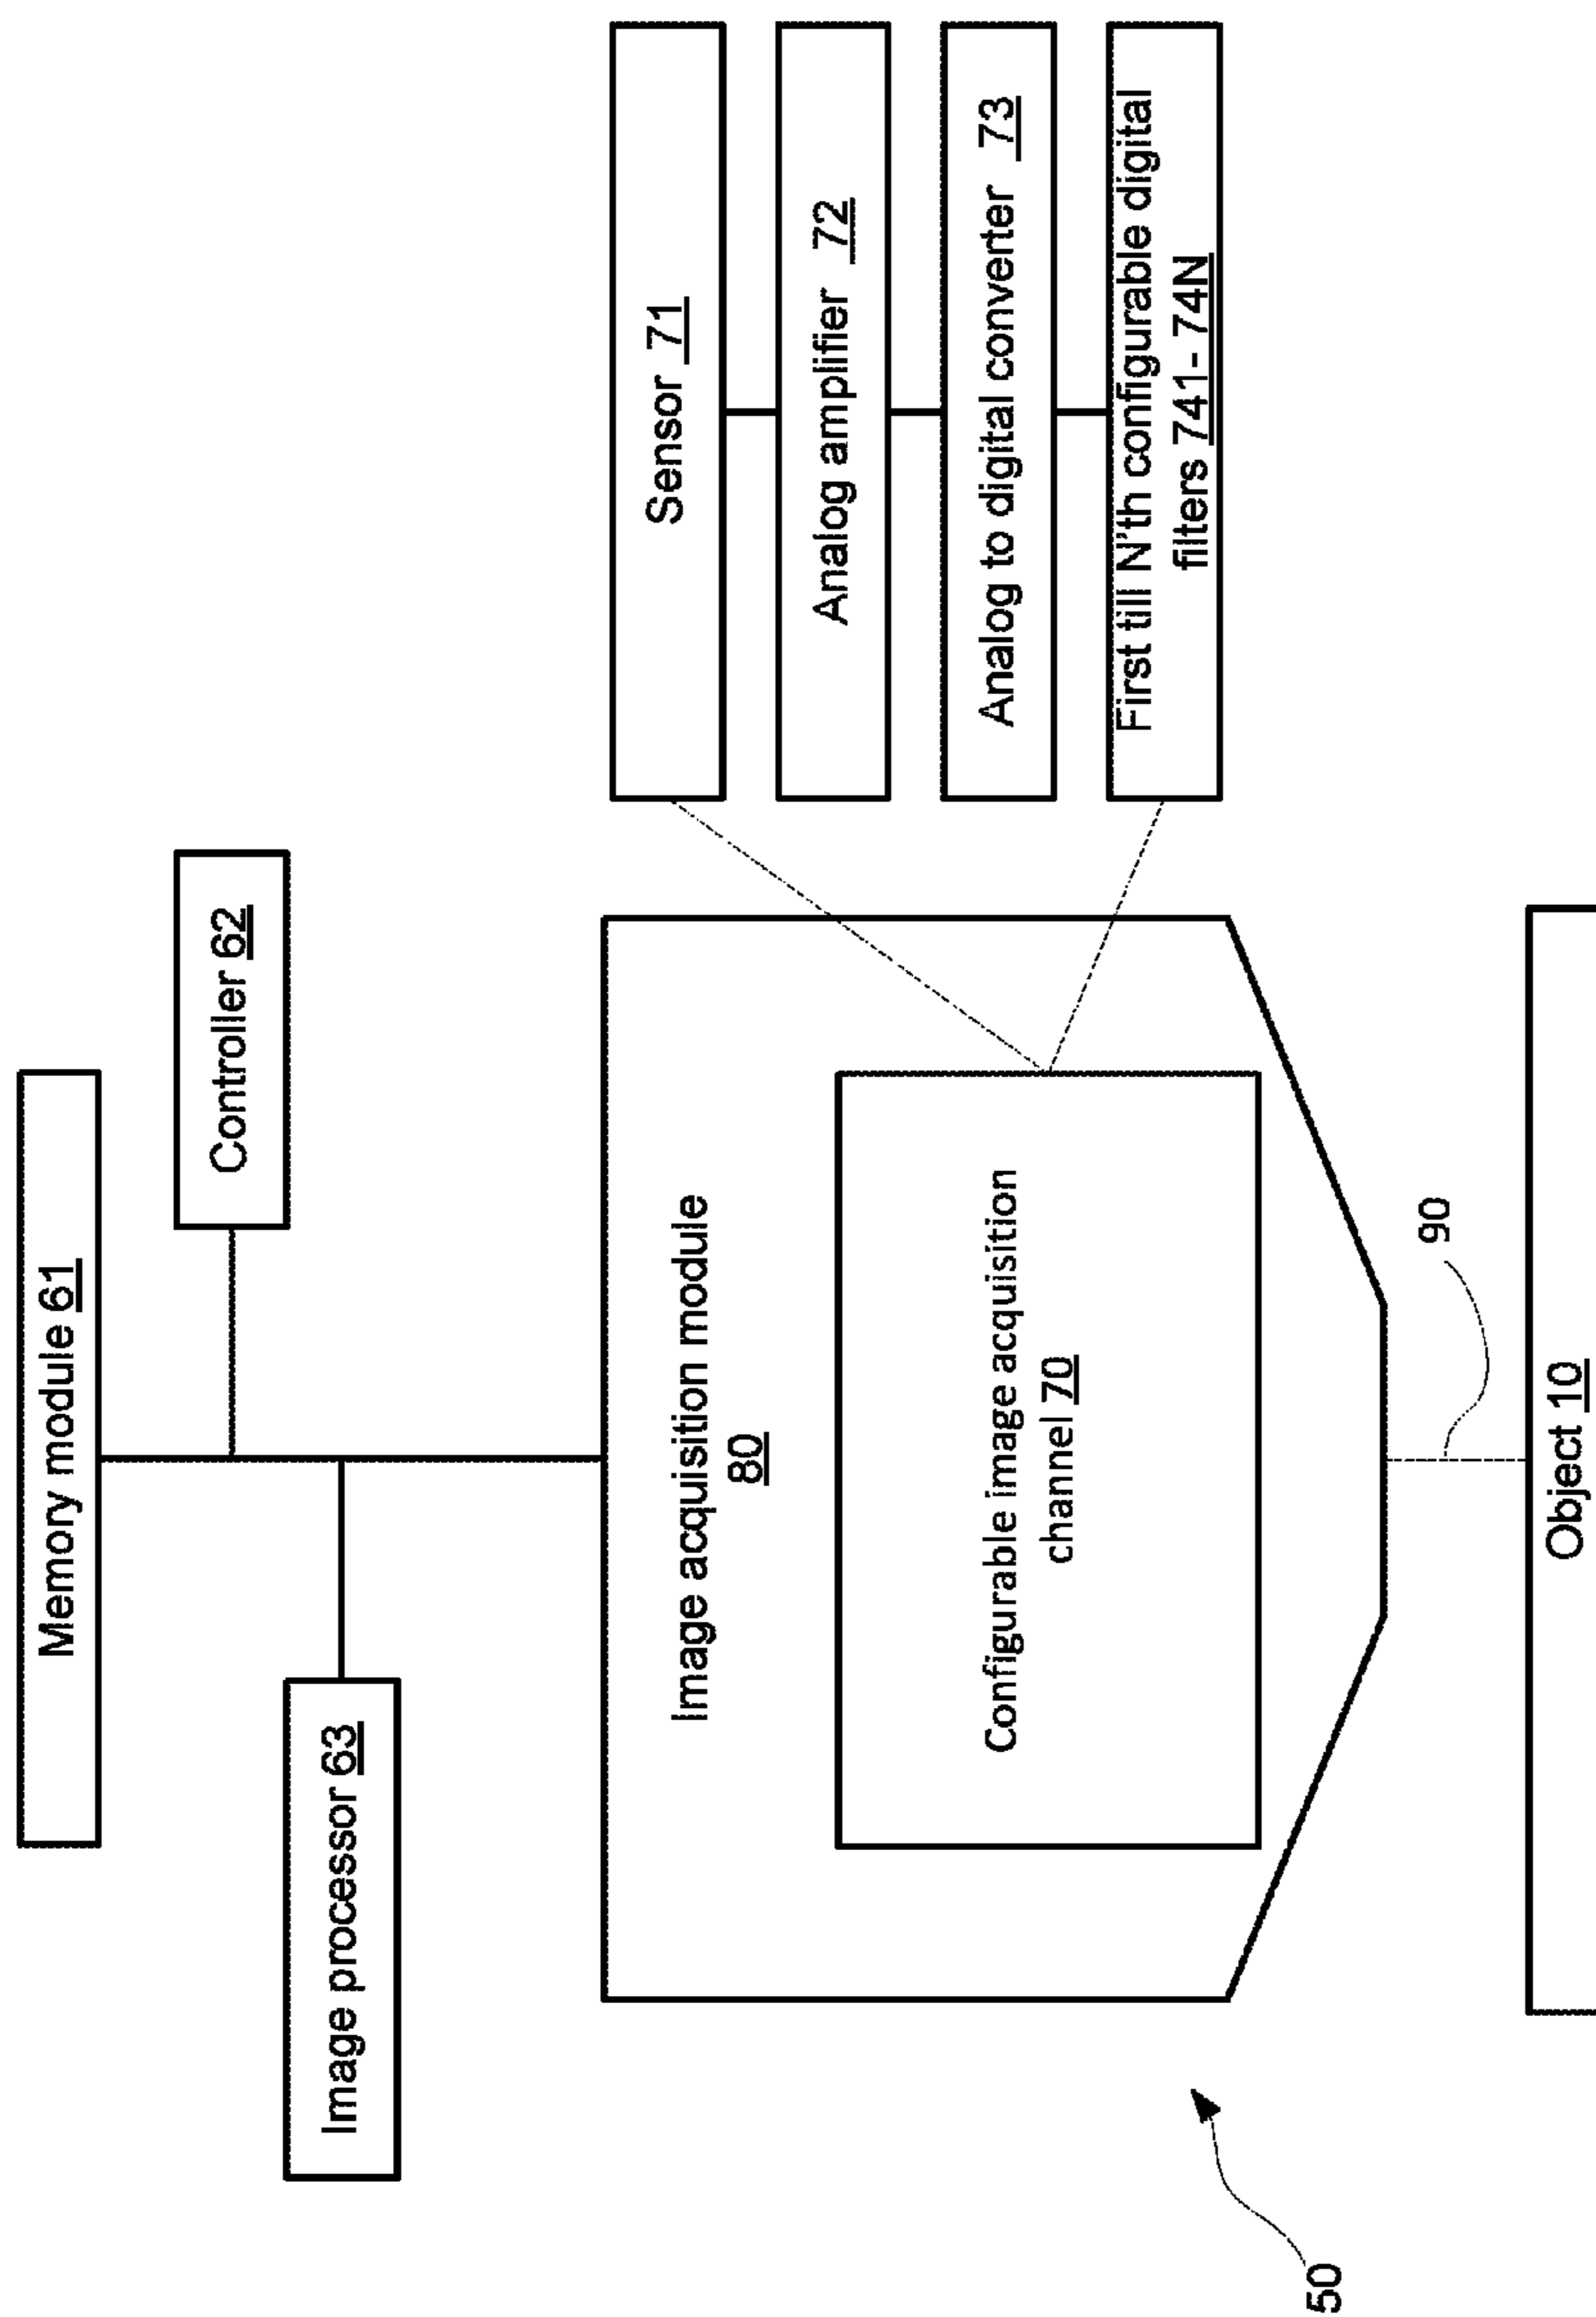 Memory module 61
Controller 62
Image processor 63
Image acquisition module
80
Configurable image acquisition
channel 70
Sensor 71
Analog amplifier 72
Analog to digital converter 73
First till N'th configurable digital
filters 741- 74N
90
Object 10
50